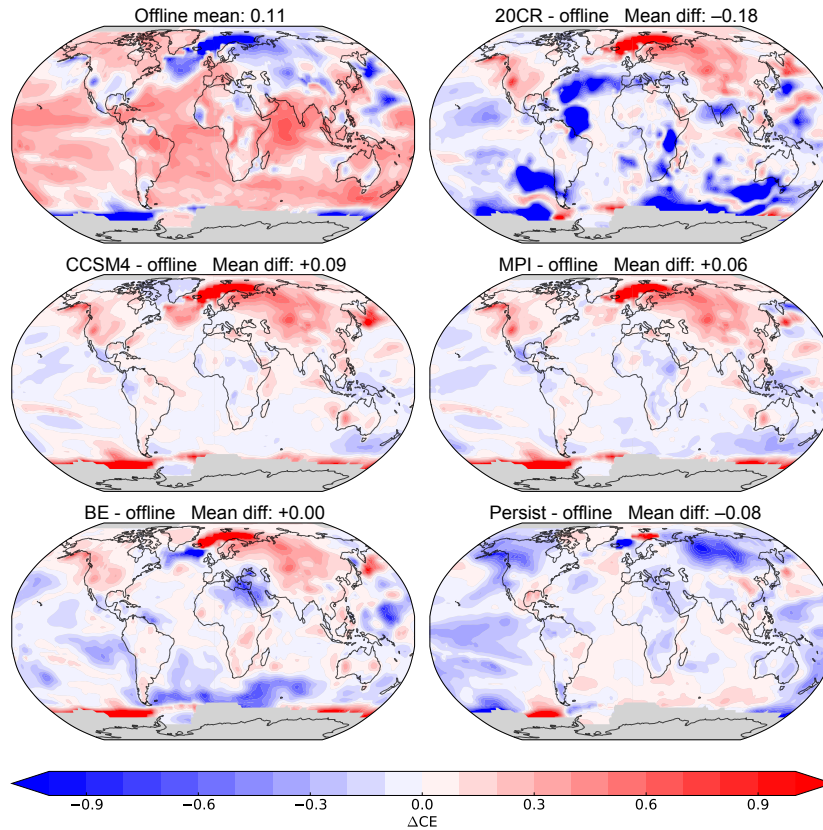 Offline mean: 0.11
20CR - offline Mean diff: –0.18
CCSM4 - offline Mean diff: +0.09
MPI - offline Mean diff: +0.06
BE - offline Mean diff: +0.00
Persist - offline Mean diff: –0.08
−0.9 −0.6 −0.3 0.0 0.3 0.6 0.9
ΔCE